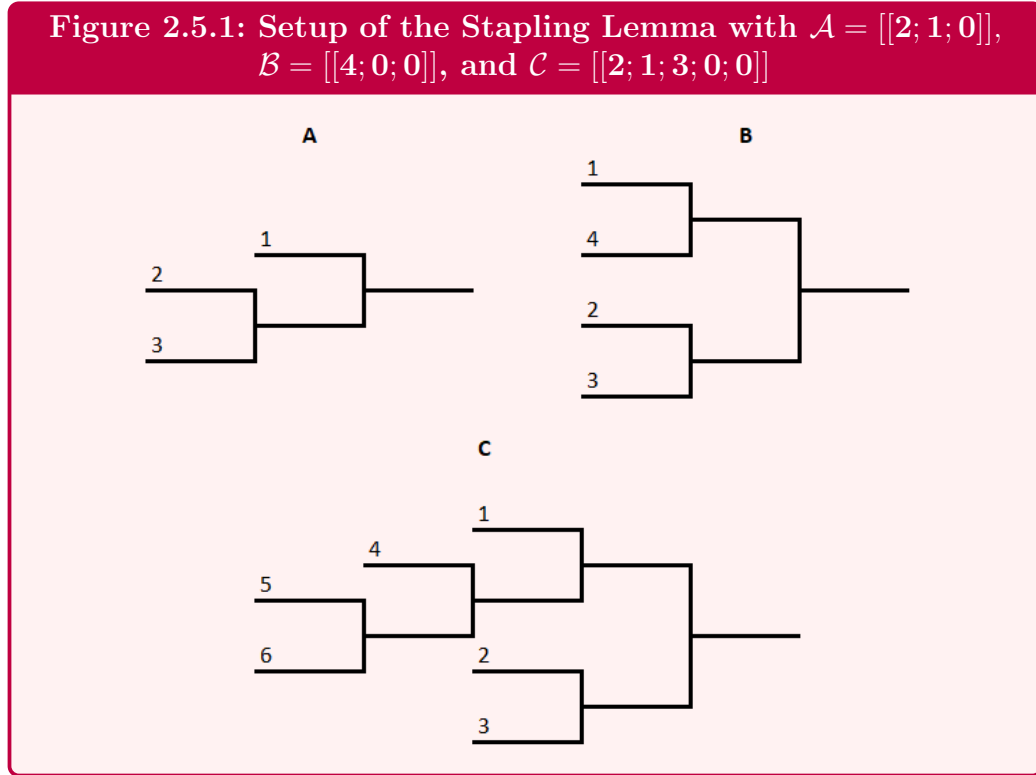 Figure 2.5.1: Setup of the Stapling Lemma with 𝒜 = [[2; 1; 0]],
ℬ = [[4; 0; 0]], and 𝒞 = [[2; 1; 3; 0; 0]]
A
B
1
4
2
3
1
2
3
C
1
4
5
6
2
3